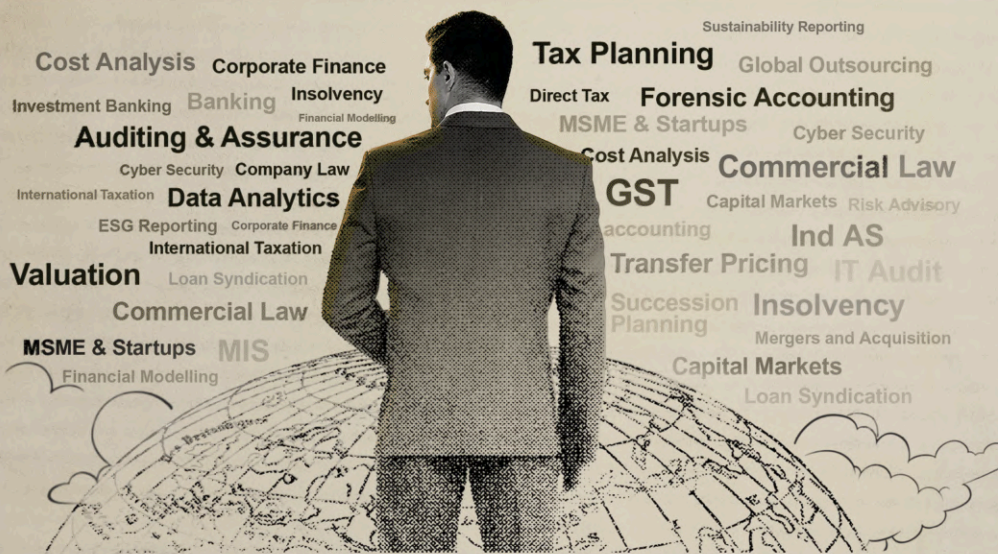 Sustainability Reporting
Cost Analysis
Corporate Finance
Tax Planning
Global Outsourcing
Investment Banking
Banking
Insolvency
Direct Tax
Forensic Accounting
Financial Modelling
MSME & Startups
Cyber Security
Auditing & Assurance
Cost Analysis
Commercial Law
Cyber Security
Company Law
International Taxation
Data Analytics
GST
Capital Markets
Risk Advisory
ESG Reporting
Corporate Finance
accounting
Ind AS
International Taxation
Transfer Pricing
IT Audit
Valuation
Loan Syndication
Succession
Planning
Insolvency
Commercial Law
Mergers and Acquisition
MSME & Startups
MIS
Capital Markets
Financial Modelling
Loan Syndication